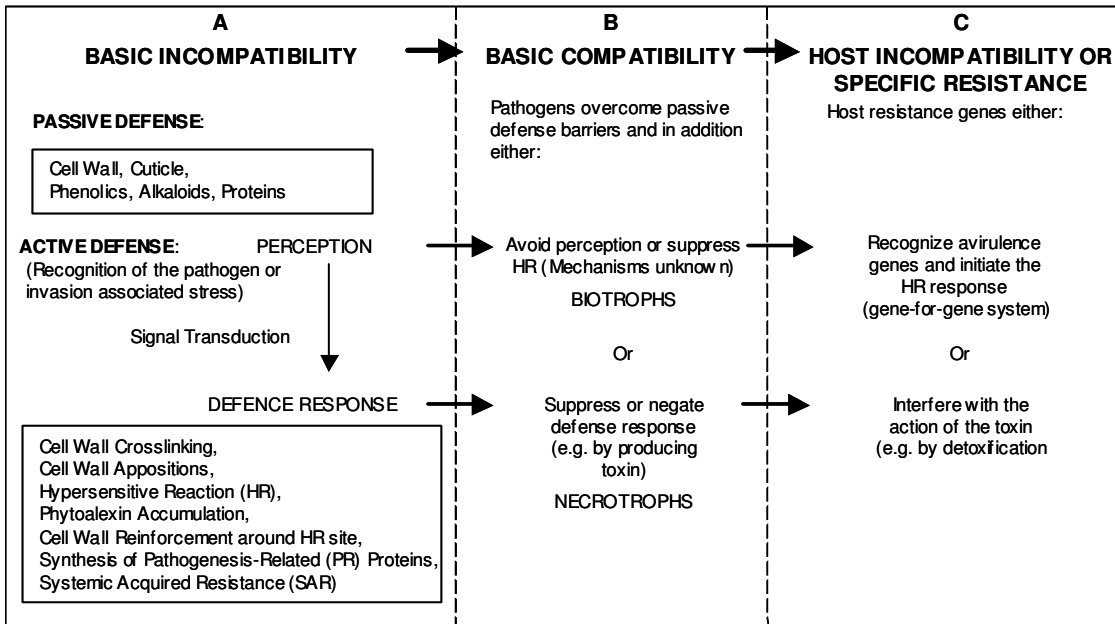 A
BASIC INCOMPATIBILITY
PASSIVE DEFENSE:
Cell Wall, Cuticle,
Phenolics, Alkaloids, Proteins
ACTIVE DEFENSE:
(Recognition of the pathogen or
invasion associated stress)
PERCEPTION
Signal Transduction
DEFENCE RESPONSE
Cell Wall Crosslinking,
Cell Wall Appositions,
Hypersensitive Reaction (HR),
Phytoalexin Accumulation,
Cell Wall Reinforcement around HR site,
Synthesis of Pathogenesis-Related (PR) Proteins,
Systemic Acquired Resistance (SAR)
B
BASIC COMPATIBILITY
Pathogens overcome passive
defense barriers and in addition
either:
Avoid perception or suppress
HR (Mechanisms unknown)
BIOTROPHS
Or
Suppress or negate
defense response
(e.g. by producing
toxin)
NECROTROPHS
C
HOST INCOMPATIBILITY OR
SPECIFIC RESISTANCE
Host resistance genes either:
Recognize avirulence
genes and initiate the
HR response
(gene-for-gene system)
Or
Interfere with the
action of the toxin
(e.g. by detoxification